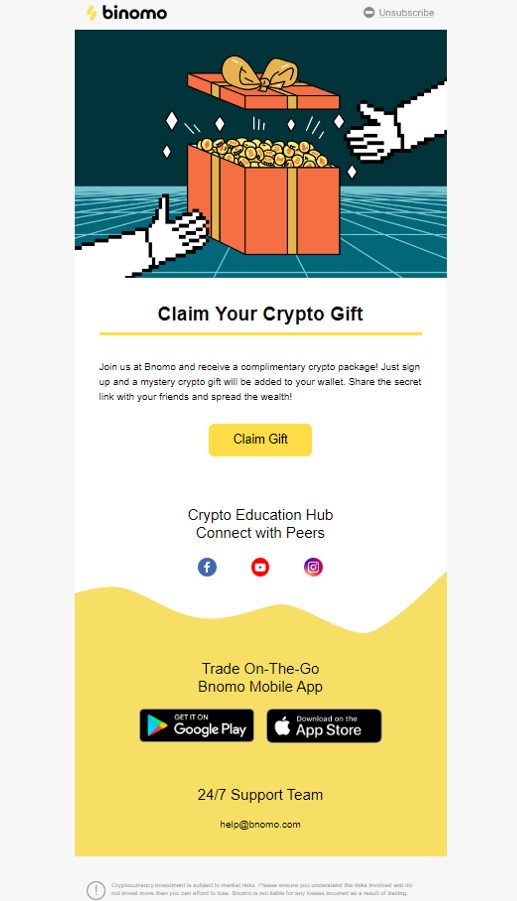 binomo
Unsubscribe
Claim Your Crypto Gift
Join us at Bnomo and receive a complimentary crypto package! Just sign
up and a mystery crypto gift will be added to your wallet. Share the secret
link with your friends and spread the wealth!
Claim Gift
Crypto Education Hub
Connect with Peers
Trade On-The-Go
Bnomo Mobile App
GET IT ON
Google Play
Download on the
App Store
24/7 Support Team
help@bnomo.com
Cryptocurrency investment is subject to market risks. Please ensure you understand the risks involved and do
not invest more than you can afford to lose. Bnomo is not liable for any losses incurred as a result of trading.